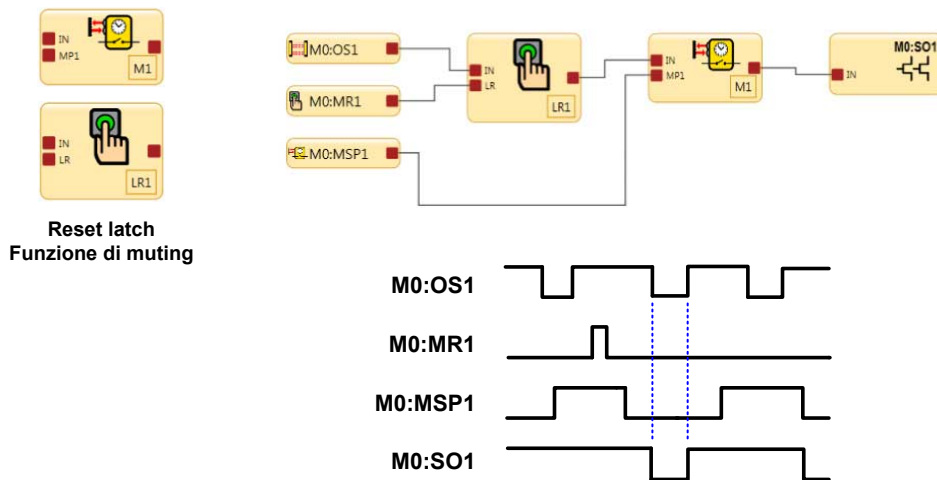 IN
MP1
M1
IN
LR
LR1
Reset latch
Funzione di muting
M0:OS1
M0:MR1
M0:MSP1
IN
LR
LR1
IN
MP1
M1
M0:SO1
IN
M0:OS1
M0:MR1
M0:MSP1
M0:SO1